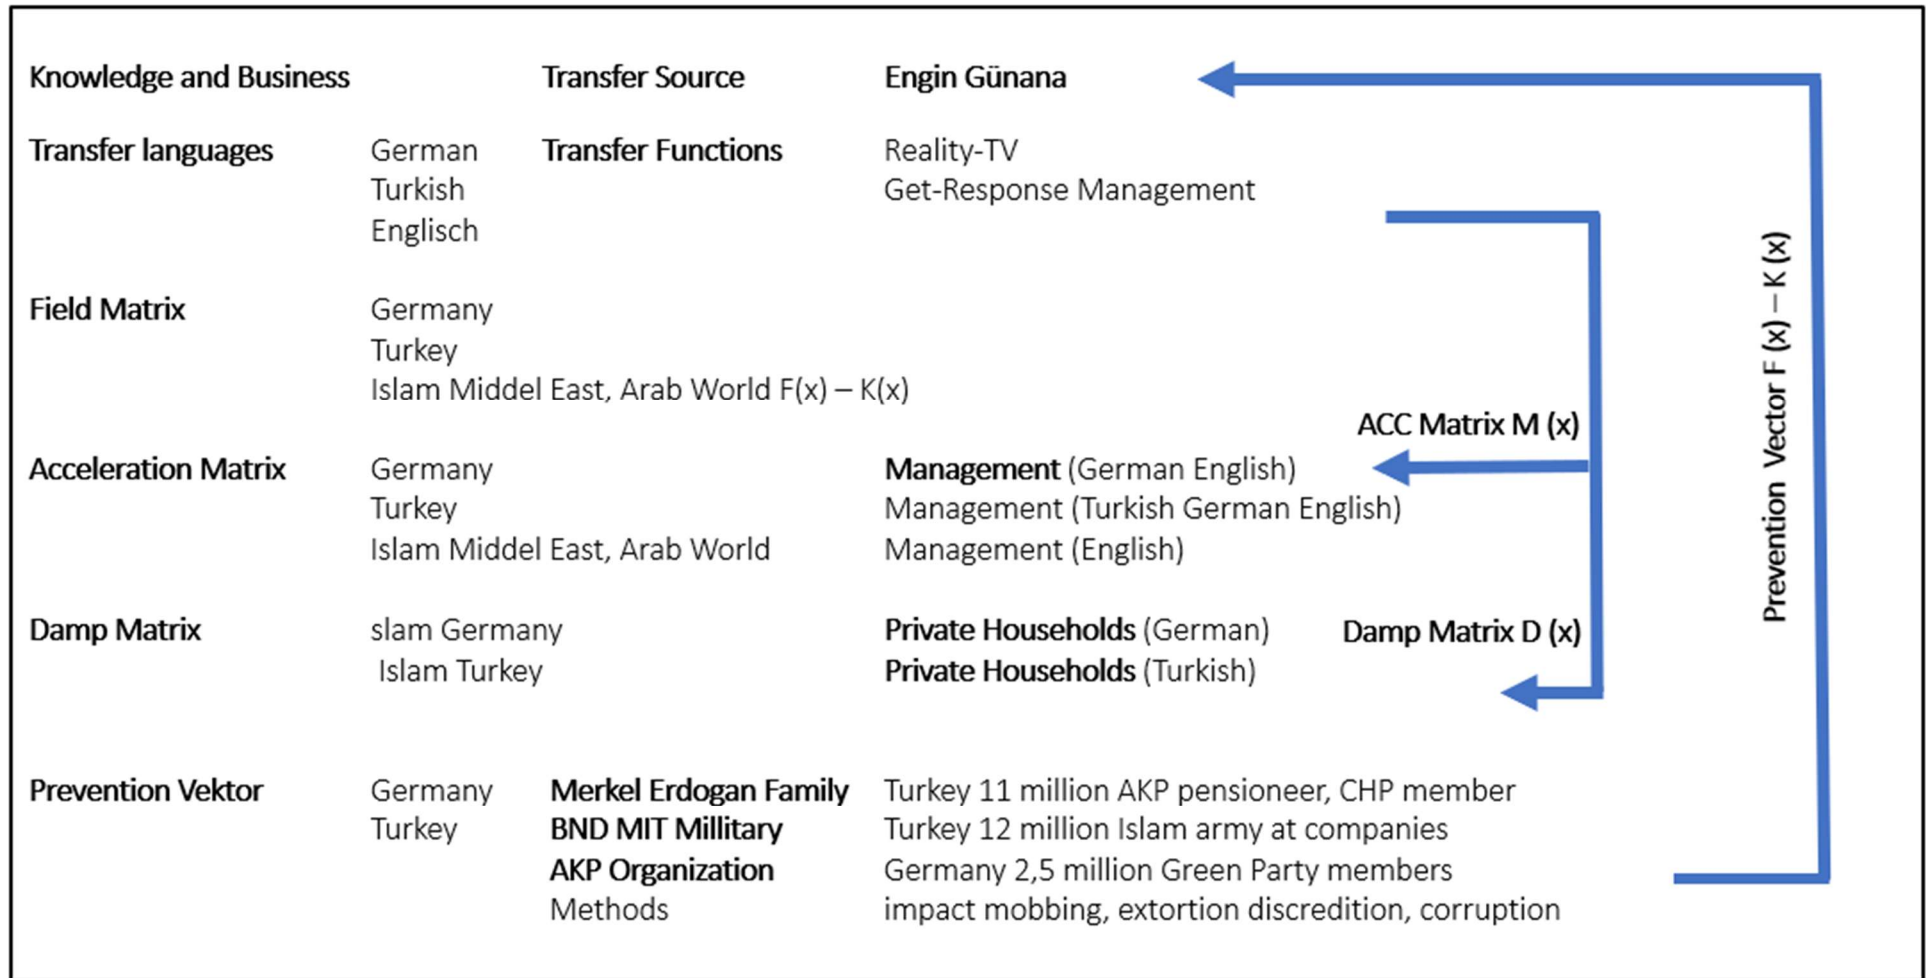 Knowledge and Business Transfer Source Engin Günana
Transfer languages German Transfer Functions Reality-TV
Turkish Get-Response Management
Englisch
Field Matrix Germany
Turkey
Islam Middel East, Arab World F(x) – K(x)
ACC Matrix M (x)
Acceleration Matrix Germany Management (German English)
Turkey Management (Turkish German English)
Islam Middel East, Arab World Management (English)
Damp Matrix slam Germany Private Households (German) Damp Matrix D (x)
Islam Turkey Private Households (Turkish)
Prevention Vektor Germany Merkel Erdogan Family Turkey 11 million AKP pensioneer, CHP member
Turkey BND MIT Millitary Turkey 12 million Islam army at companies
AKP Organization Germany 2,5 million Green Party members
Methods impact mobbing, extortion discredition, corruption
Prevention Vector F (x) – K (x)